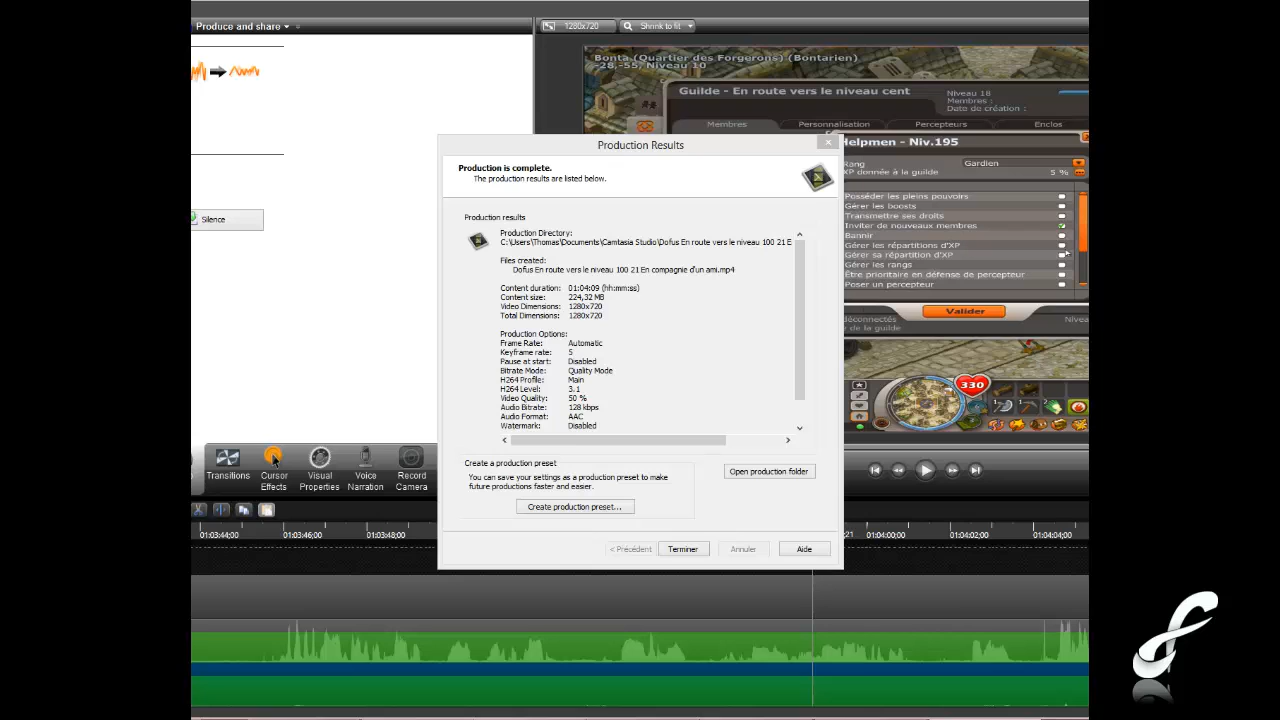 Produce and share
1280x720
Shrink to fit
Bonta (Quartier des Forgerons) (Bontarien)
-28,-55, Niveau 10
Guilde - En route vers le niveau cent
Niveau 18
Membres :
Date de création :
Membres
Personnalisation
Percepteurs
Enclos
Helpmen - Niv.195
Rang
Gardien
XP donnée à la guilde
5 %
Posséder les pleins pouvoirs
Gérer les boosts
Transmettre ses droits
Inviter de nouveaux membres
Bannir
Gérer les répartitions d'XP
Gérer sa répartition d'XP
Gérer les rangs
Être prioritaire en défense de percepteur
Poser un percepteur
Valider
déconnectés
r de la guilde
Nivea
330
Silence
Production Results
Production is complete.
The production results are listed below.
Production results
Production Directory:
C:\Users\Thomas\Documents\Camtasia Studio\Dofus En route vers le niveau 100 21 E
Files created:
Dofus En route vers le niveau 100 21 En compagnie d'un ami.mp4
Content duration: 01:04:09 (hh:mm:ss)
Content size: 224,32 MB
Video Dimensions: 1280x720
Total Dimensions: 1280x720
Production Options:
Frame Rate: Automatic
Keyframe rate: 5
Pause at start: Disabled
Bitrate Mode: Quality Mode
H264 Profile: Main
H264 Level: 3.1
Video Quality: 50 %
Audio Bitrate: 128 kbps
Audio Format: AAC
Watermark: Disabled
Create a production preset
You can save your settings as a production preset to make
future productions faster and easier.
Create production preset...
Open production folder
< Précédent
Terminer
Annuler
Aide
Transitions
Cursor
Effects
Visual
Properties
Voice
Narration
Record
Camera
01:03:44;00
01:03:46;00
01:03:48;00
;21
01:04:00;00
01:04:02;00
01:04:04;00